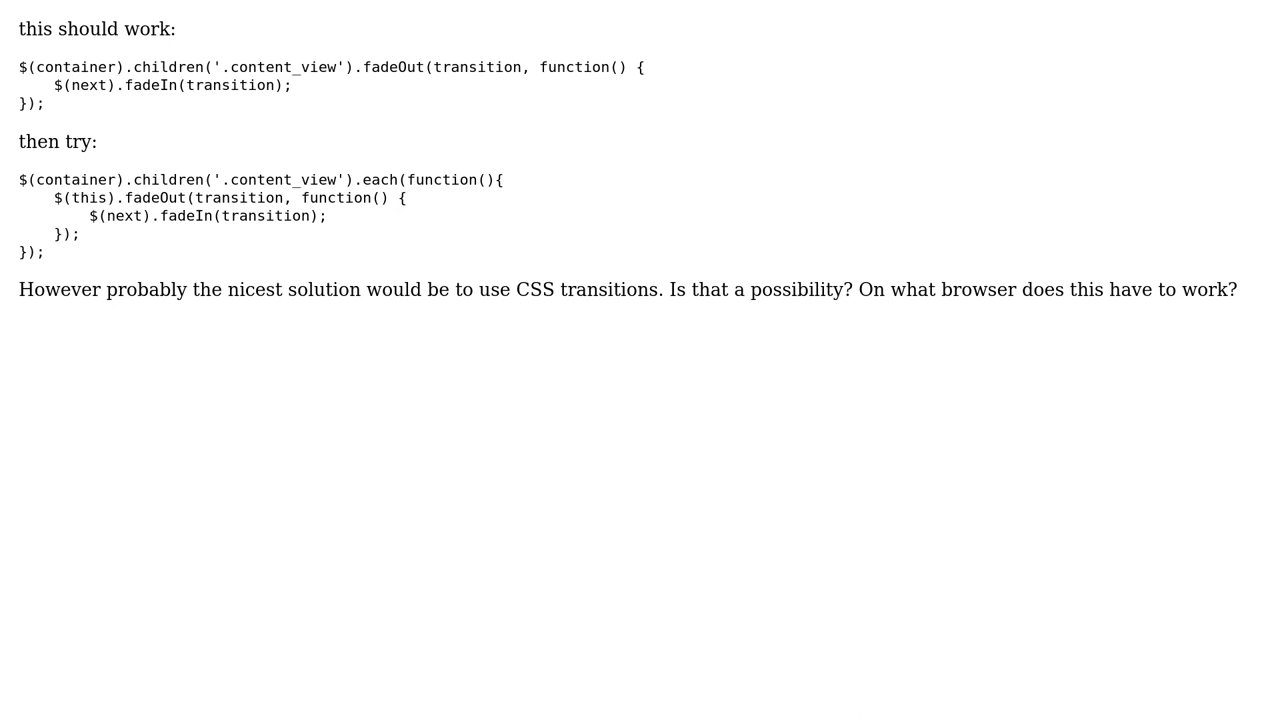 this should work:
$(container).children('.content_view').fadeOut(transition, function() {
    $(next).fadeIn(transition);
});
then try:
$(container).children('.content_view').each(function(){
    $(this).fadeOut(transition, function() {
        $(next).fadeIn(transition);
    });
});
However probably the nicest solution would be to use CSS transitions. Is that a possibility? On what browser does this have to work?